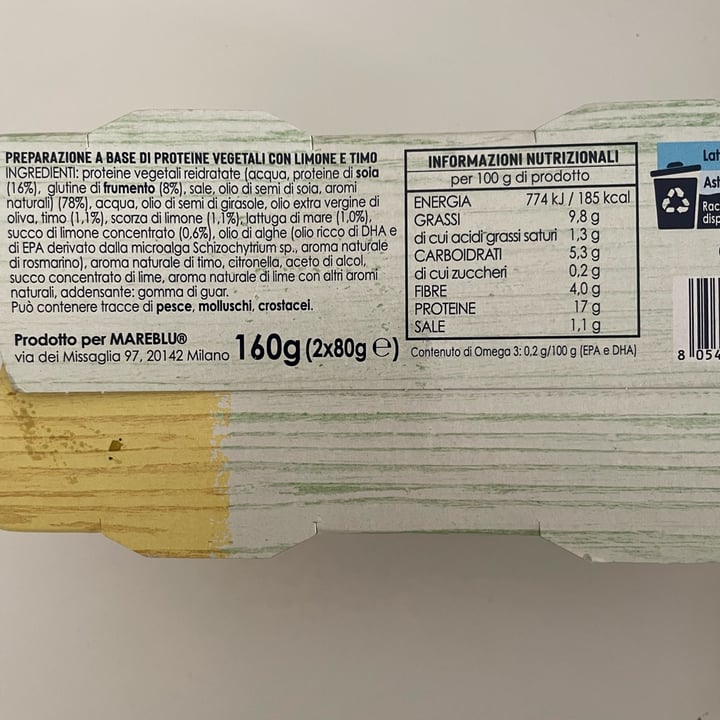 PREPARAZIONE A BASE DI PROTEINE VEGETALI CON LIMONE E TIMO
INGREDIENTI: proteine vegetali reidratate (acqua, proteine di soia
(16%), glutine di frumento (8%), sale, olio di semi di soia, aromi
naturali) (78%), acqua, olio di semi di girasole, olio extra vergine di
oliva, timo (1,1%), scorza di limone (1,1%), lattuga di mare (1,0%),
succo di limone concentrato (0,6%), olio di alghe (olio ricco di DHA e
di EPA derivato dalla microalga Schizochytrium sp., aroma naturale
di rosmarino), aroma naturale di timo, citronella, aceto di alcol,
succo concentrato di lime, aroma naturale di lime con altri aromi
naturali, addensante: gomma di guar.
Può contenere tracce di pesce, molluschi, crostacei.
Prodotto per MAREBLU®
via dei Missaglia 97, 20142 Milano
160g (2x80g e)
INFORMAZIONI NUTRIZIONALI
per 100 g di prodotto
ENERGIA 774 kJ / 185 kcal
GRASSI 9,8 g
di cui acidi grassi saturi 1,3 g
CARBOIDRATI 5,3 g
di cui zuccheri 0,2 g
FIBRE 4,0 g
PROTEINE 17 g
SALE 1,1 g
Contenuto di Omega 3: 0,2 g/100 g (EPA e DHA)
Lat
Ast
Rac
disp
8 054